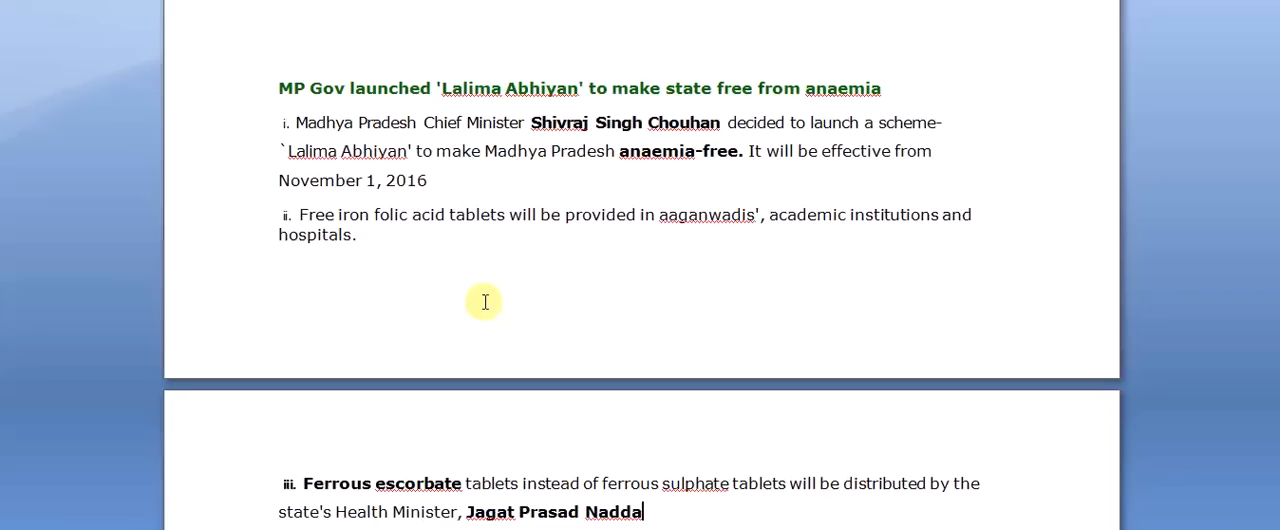 MP Gov launched 'Lalima Abhiyan' to make state free from anaemia
i. Madhya Pradesh Chief Minister Shivraj Singh Chouhan decided to launch a scheme-
`Lalima Abhiyan' to make Madhya Pradesh anaemia-free. It will be effective from
November 1, 2016
ii. Free iron folic acid tablets will be provided in aaganwadis', academic institutions and
hospitals.
iii. Ferrous escorbate tablets instead of ferrous sulphate tablets will be distributed by the
state's Health Minister, Jagat Prasad Nadda